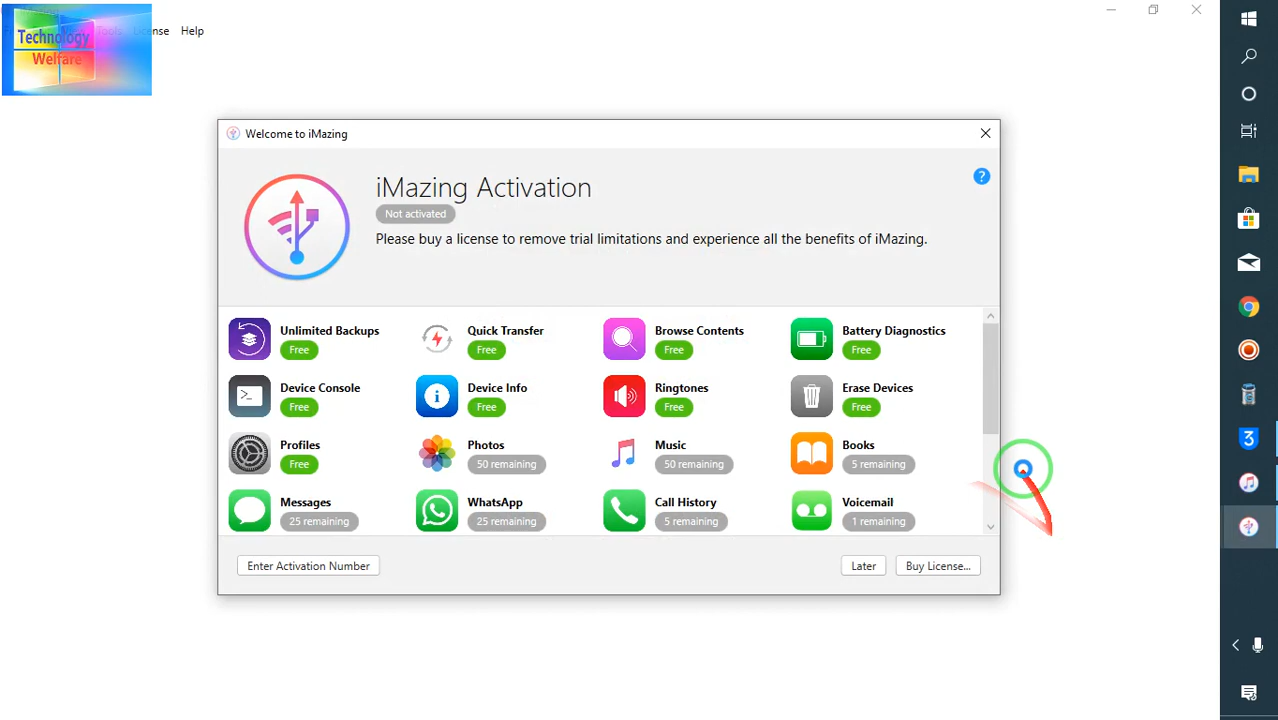 Technology
Welfare
Tools
License
Help
Welcome to iMazing
iMazing Activation
Not activated
Please buy a license to remove trial limitations and experience all the benefits of iMazing.
?
Unlimited Backups
Free
Quick Transfer
Free
Browse Contents
Free
Battery Diagnostics
Free
Device Console
Free
Device Info
Free
Ringtones
Free
Erase Devices
Free
Profiles
Free
Photos
50 remaining
Music
50 remaining
Books
5 remaining
Messages
25 remaining
WhatsApp
25 remaining
Call History
5 remaining
Voicemail
1 remaining
Enter Activation Number
Later
Buy License...
3